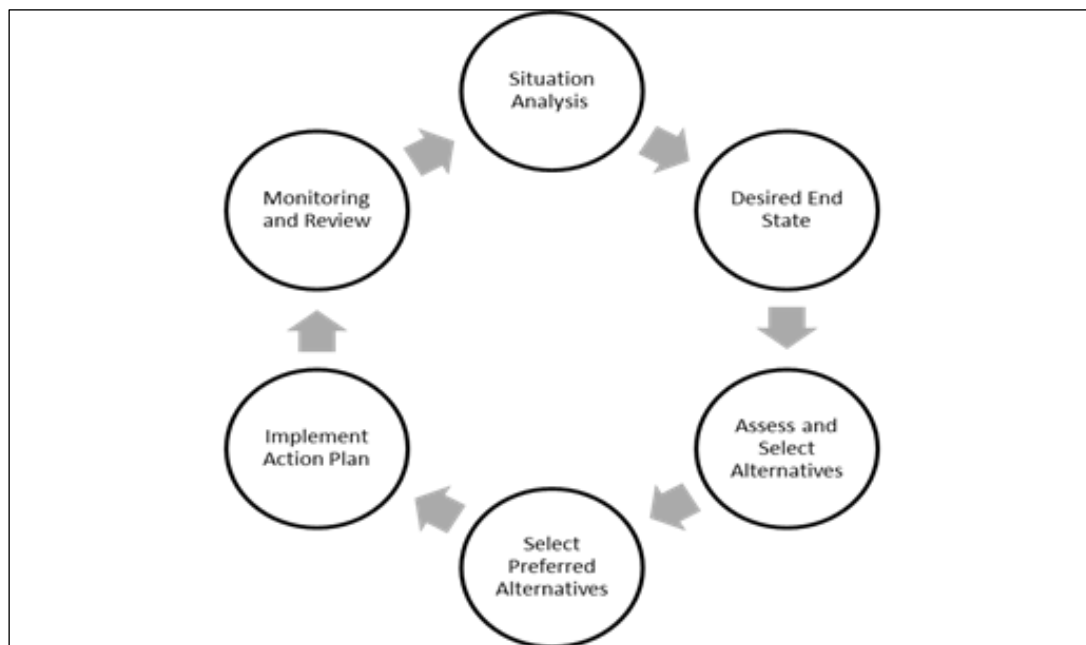 Situation
Analysis
Desired End
State
Assess and
Select
Alternatives
Select
Preferred
Alternatives
Implement
Action Plan
Monitoring
and Review